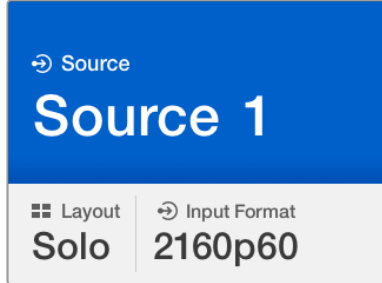 Source
Source 1
Layout
Solo
Input Format
2160p60